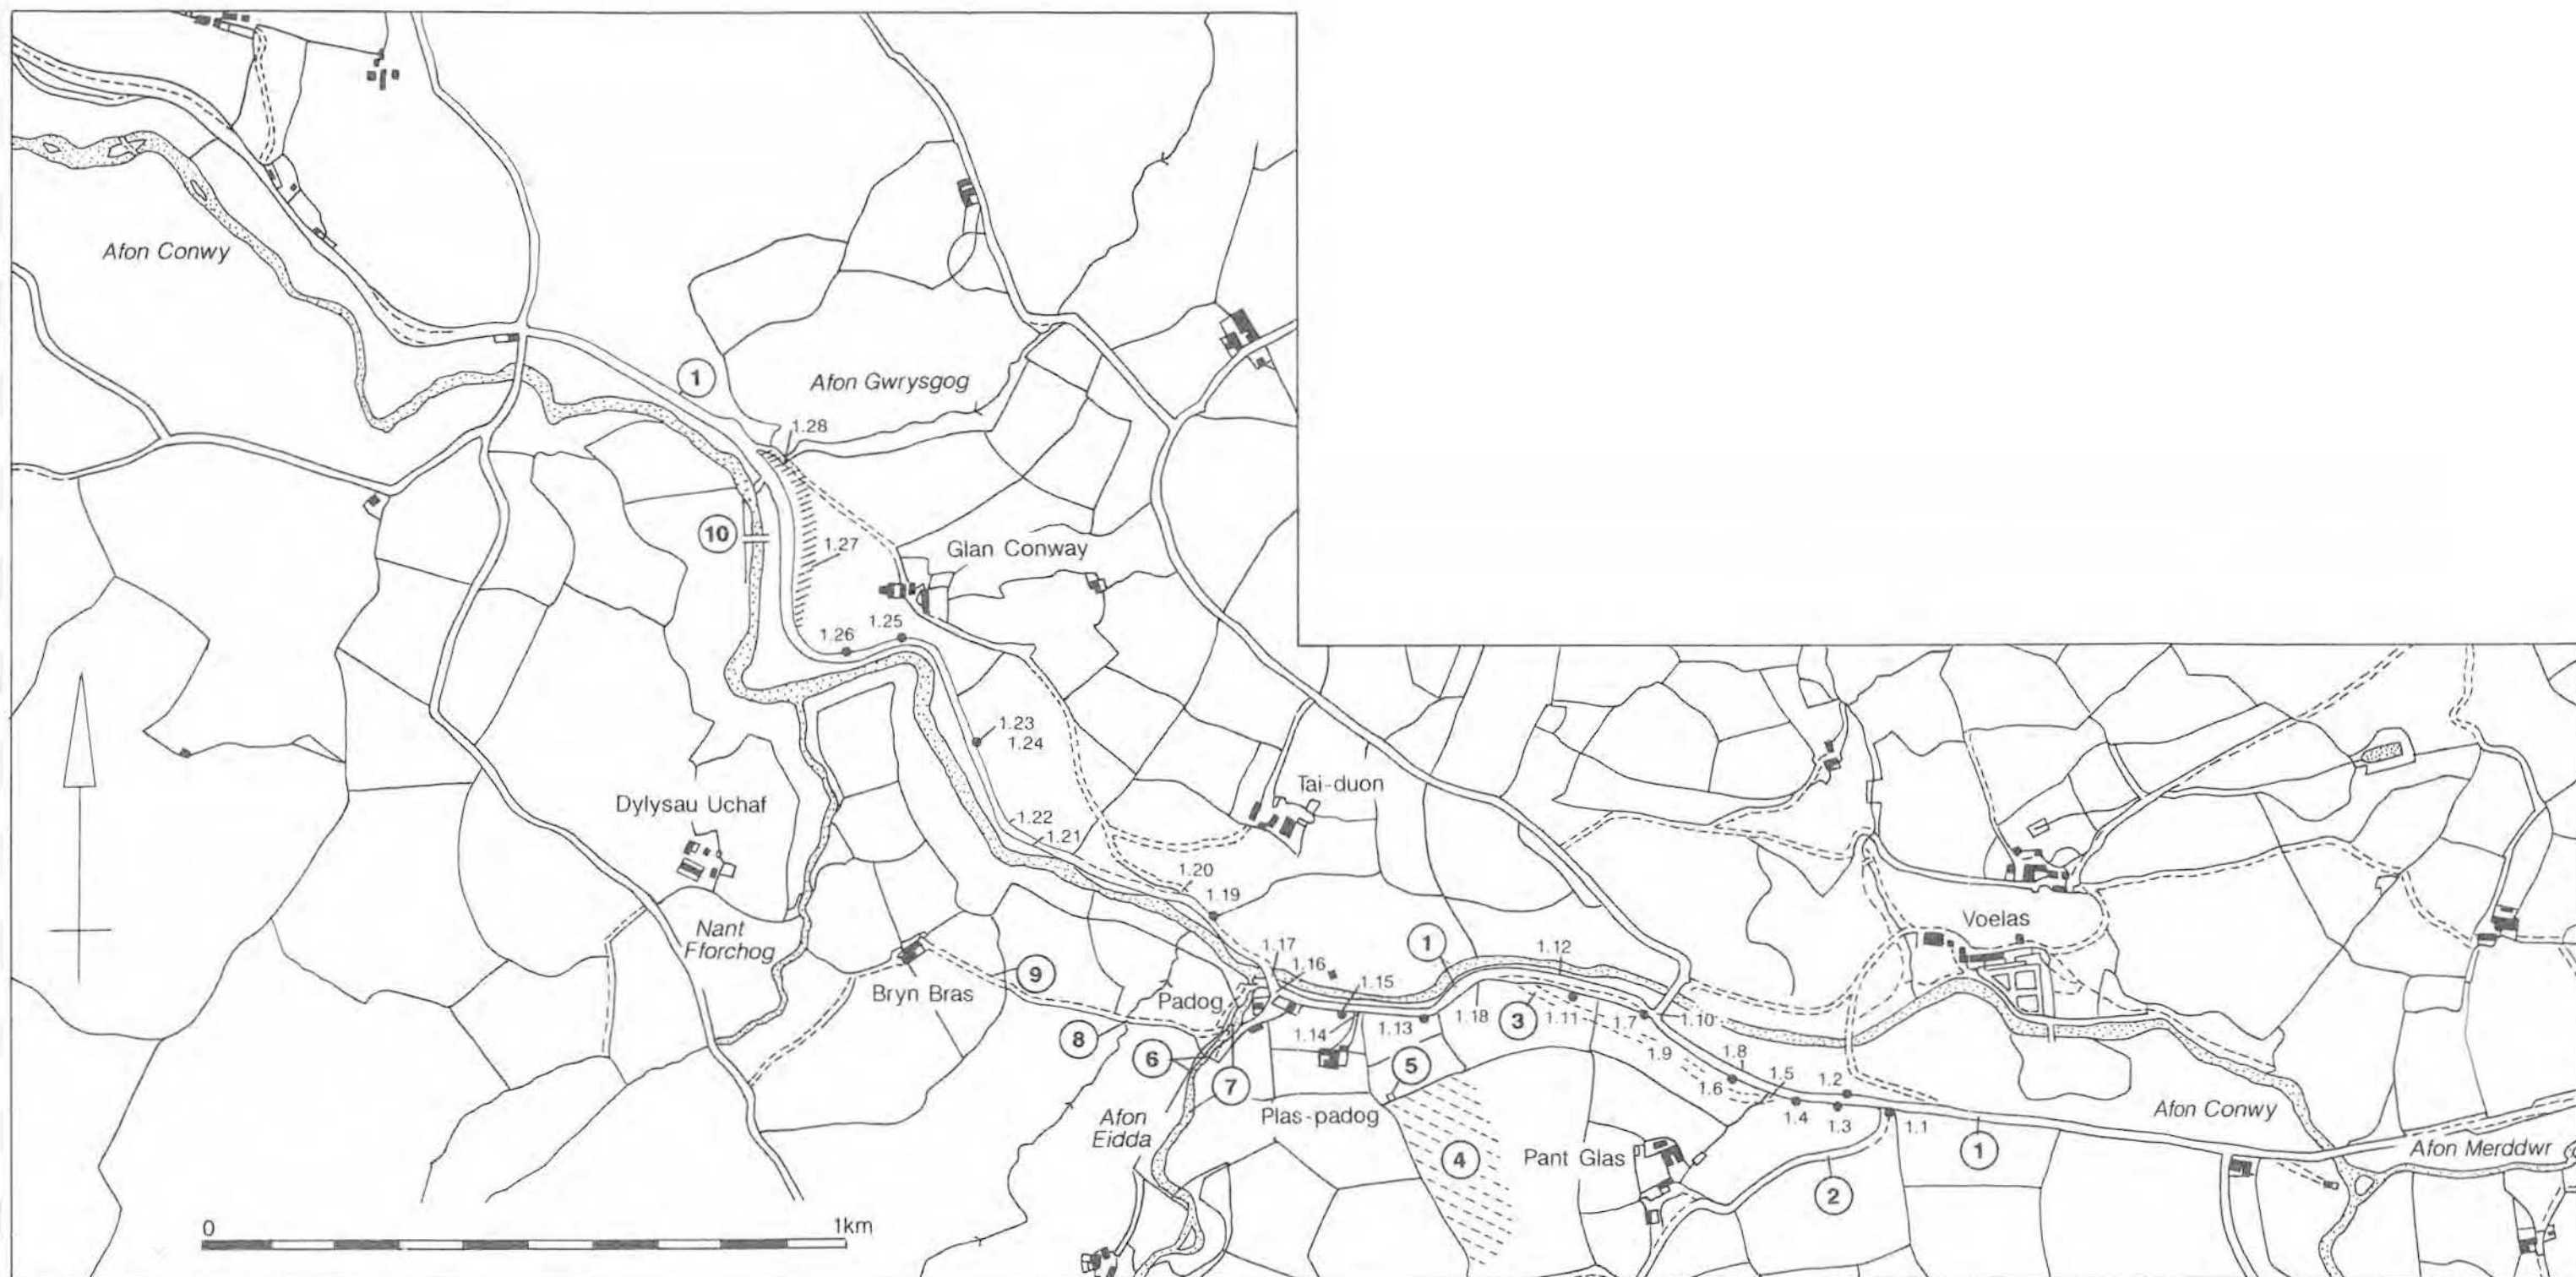 Afon Conwy
1
Afon Gwrysgog
1.28
10
1.27
Glan Conway
1.26
1.25
1.23
1.24
Tai-duon
Dylysau Uchaf
1.22
1.21
1.20
1.19
Nant
Fforchog
Voelas
1.17
1.16
1
1.12
9
Bryn Bras
Padog
1.15
8
1.14
1.13
1.18
3
1.11
1.7
1.10
6
7
5
1.9
1.8
1.6
1.5
1.2
1.4
1.3
1.1
Afon
Eidda
Plas-padog
4
Pant Glas
2
1
Afon Conwy
Afon Merddwr
0
1km